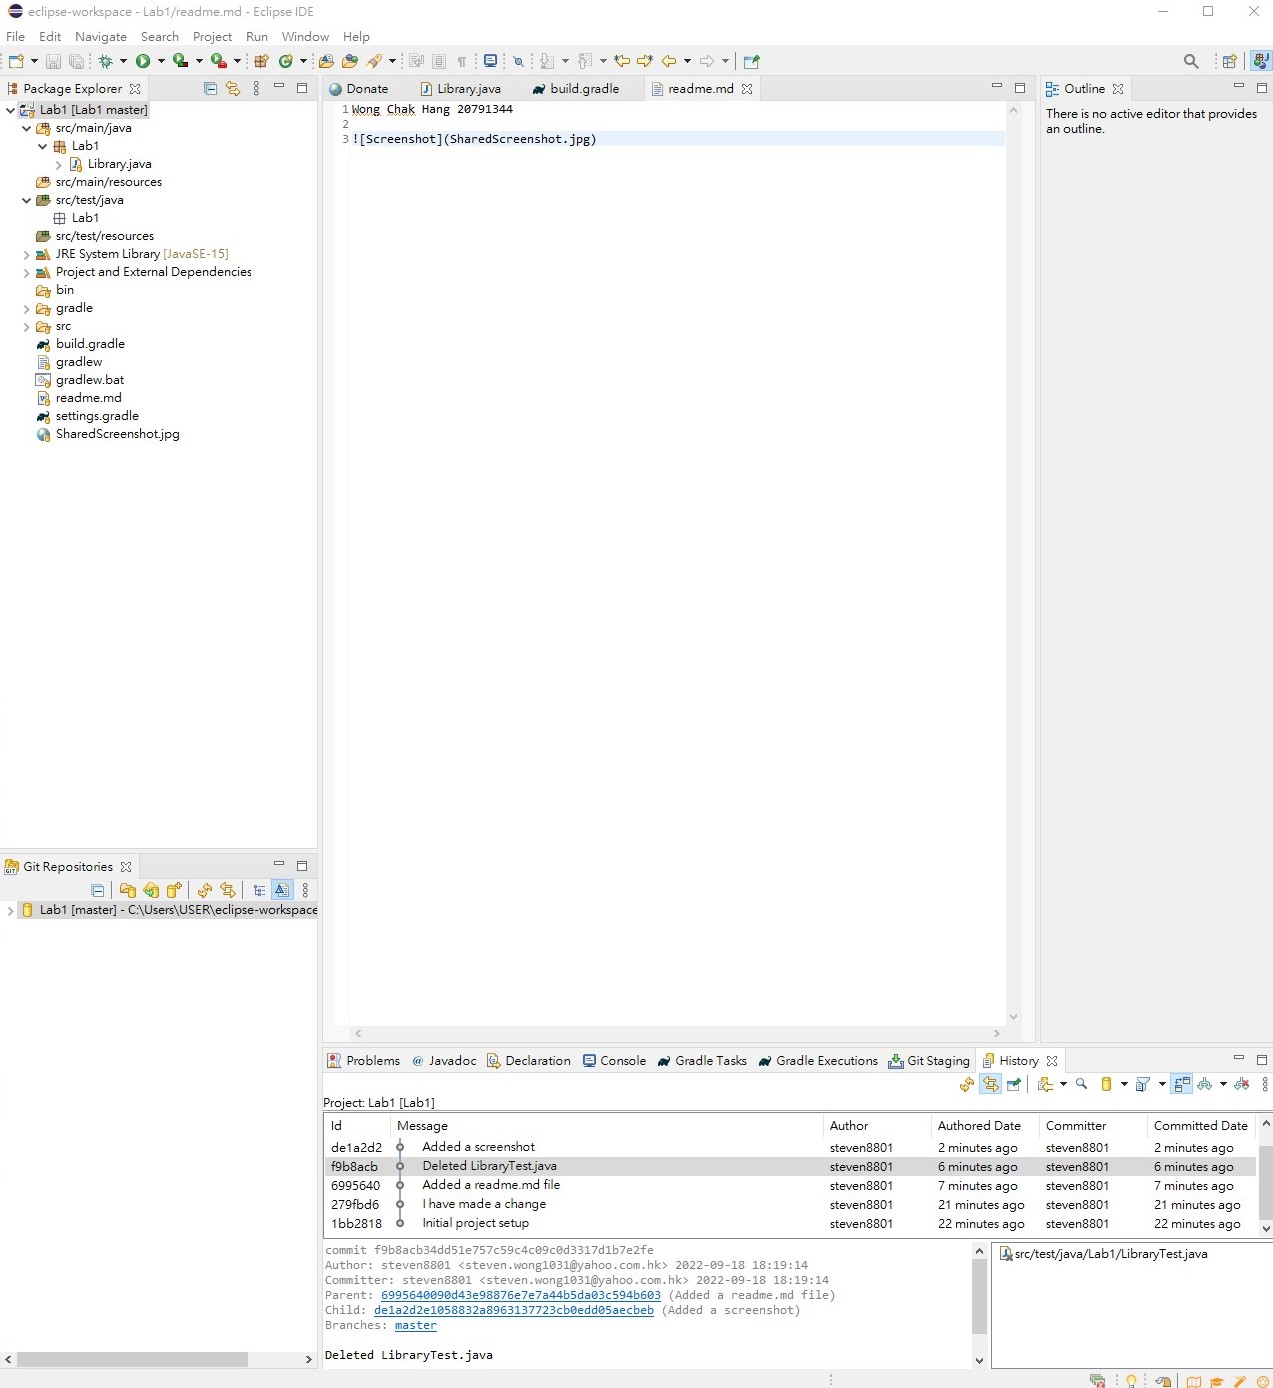 eclipse-workspace - Lab1/readme.md - Eclipse IDE
File Edit Navigate Search Project Run Window Help
Package Explorer
Lab1 [Lab1 master]
src/main/java
Lab1
Library.java
src/main/resources
src/test/java
Lab1
src/test/resources
JRE System Library [JavaSE-15]
Project and External Dependencies
bin
gradle
src
build.gradle
gradlew
gradlew.bat
readme.md
settings.gradle
SharedScreenshot.jpg
Git Repositories
Lab1 [master] - C:\Users\USER\eclipse-workspace
Donate Library.java build.gradle readme.md
1 Wong Chak Hang 20791344
2
3 ![Screenshot](SharedScreenshot.jpg)
Outline
There is no active editor that provides
an outline.
Problems Javadoc Declaration Console Gradle Tasks Gradle Executions Git Staging History
Project: Lab1 [Lab1]
Id Message Author Authored Date Committer Committed Date
de1a2d2 Added a screenshot steven8801 2 minutes ago steven8801 2 minutes ago
f9b8acb Deleted LibraryTest.java steven8801 6 minutes ago steven8801 6 minutes ago
6995640 Added a readme.md file steven8801 7 minutes ago steven8801 7 minutes ago
279fbd6 I have made a change steven8801 21 minutes ago steven8801 21 minutes ago
1bb2818 Initial project setup steven8801 22 minutes ago steven8801 22 minutes ago
commit f9b8acb34dd51e757c59c4c09c0d3317d1b7e2fe
Author: steven8801 <steven.wong1031@yahoo.com.hk> 2022-09-18 18:19:14
Committer: steven8801 <steven.wong1031@yahoo.com.hk> 2022-09-18 18:19:14
Parent: 6995640090d43e98876e7e7a44b5da03c594b603 (Added a readme.md file)
Child: de1a2d2e1058832a8963137723cb0edd05aecbeb (Added a screenshot)
Branches: master
Deleted LibraryTest.java
src/test/java/Lab1/LibraryTest.java